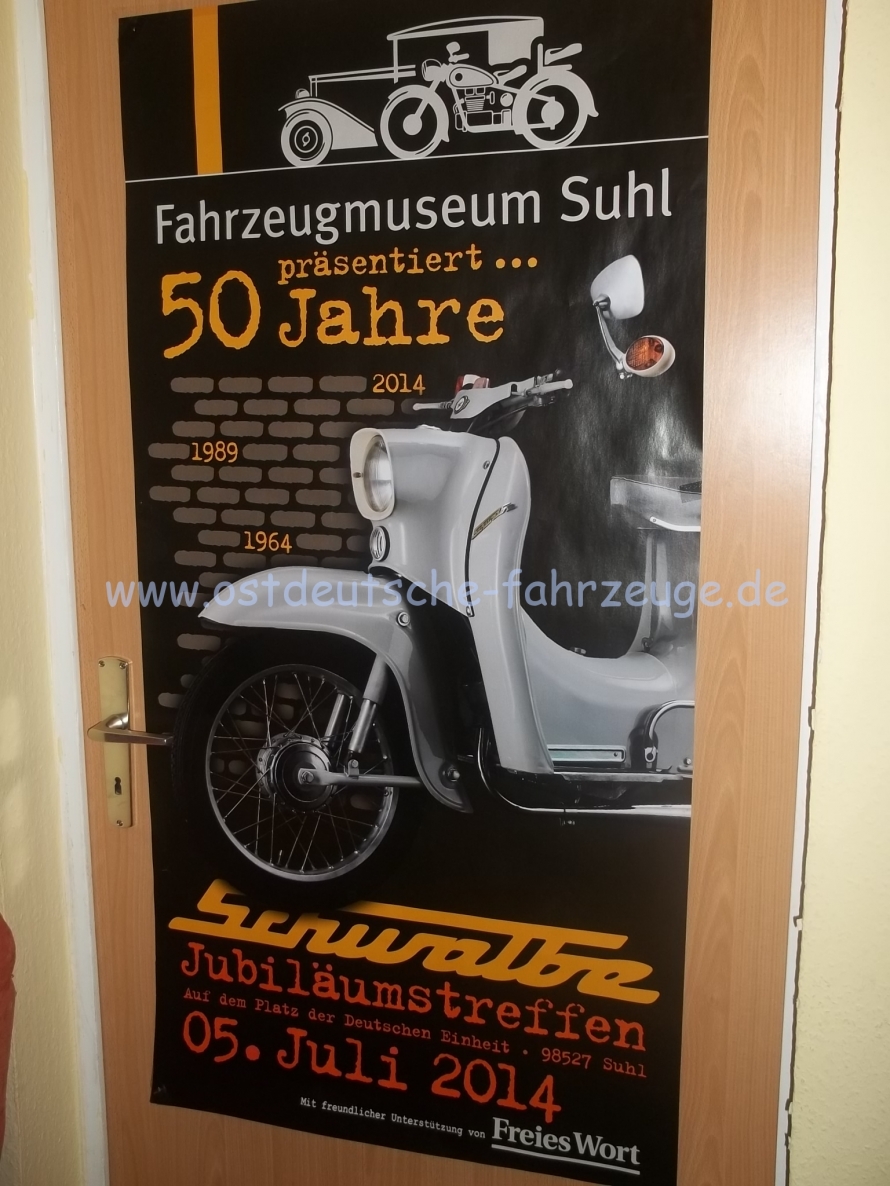 Fahrzeugmuseum Suhl
präsentiert...
50 Jahre
2014
1989
1964
www.ostdeutsche-fahrzeuge.de
Schwalbe
Jubiläumstreffen
Auf dem Platz der Deutschen Einheit · 98527 Suhl
05. Juli 2014
Mit freundlicher Unterstützung von Freies Wort